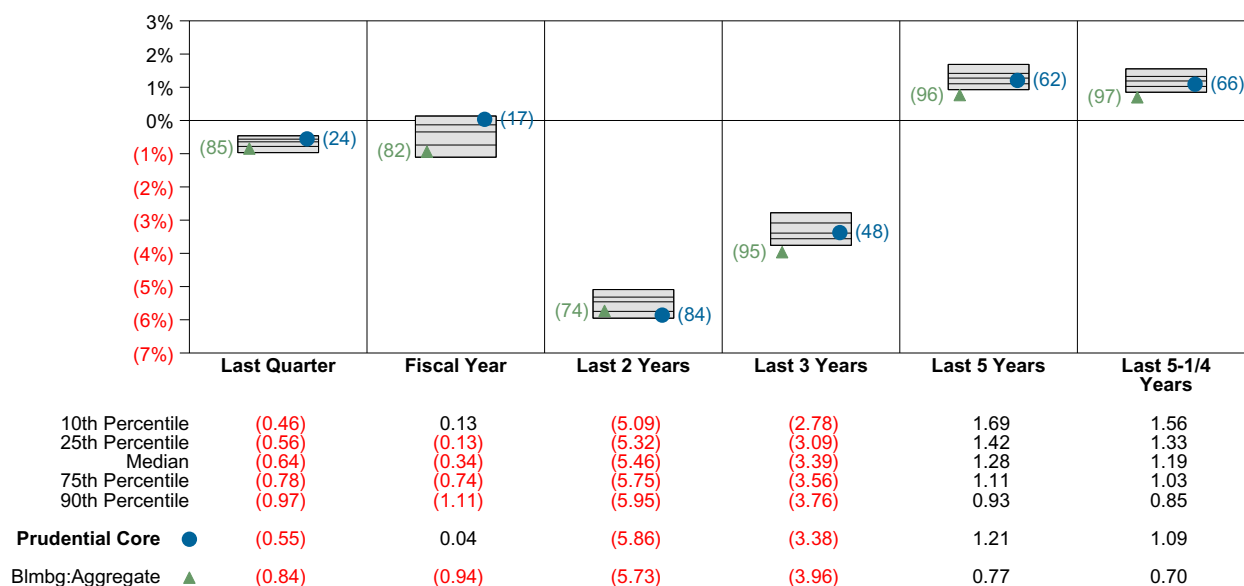 3%
2%
1%
0%
(1%)
(2%)
(3%)
(4%)
(5%)
(6%)
(7%)
(85) (24)
(82) (17)
(74) (84)
(95) (48)
(96) (62)
(97) (66)
Last Quarter Fiscal Year Last 2 Years Last 3 Years Last 5 Years Last 5-1/4
Years
10th Percentile (0.46) 0.13 (5.09) (2.78) 1.69 1.56
25th Percentile (0.56) (0.13) (5.32) (3.09) 1.42 1.33
Median (0.64) (0.34) (5.46) (3.39) 1.28 1.19
75th Percentile (0.78) (0.74) (5.75) (3.56) 1.11 1.03
90th Percentile (0.97) (1.11) (5.95) (3.76) 0.93 0.85
Prudential Core (0.55) 0.04 (5.86) (3.38) 1.21 1.09
Blmbg:Aggregate (0.84) (0.94) (5.73) (3.96) 0.77 0.70